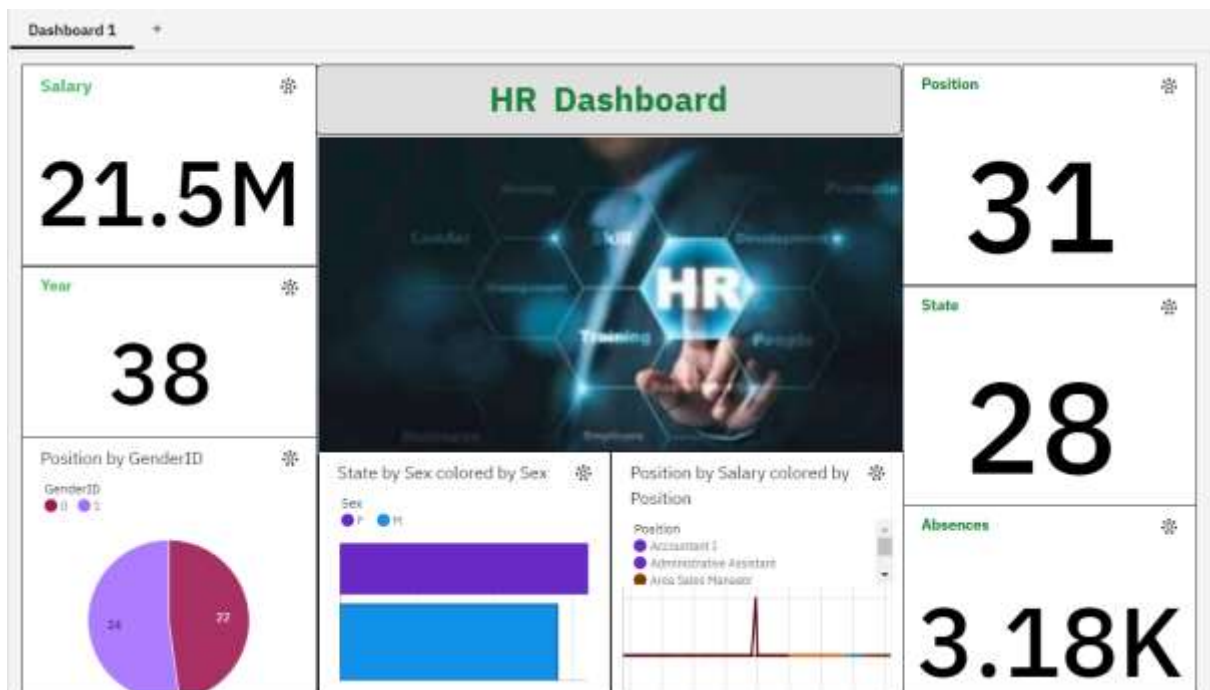 Dashboard 1 +
Salary
21.5M
HR Dashboard
Position
31
Year
38
Skill
Development
HR
Training
People
State
28
Position by GenderID
GenderID
0 1
24
22
State by Sex colored by Sex
Sex
F M
Position by Salary colored by
Position
Position
Accountant I
Administrative Assistant
Area Sales Manager
Absences
3.18K